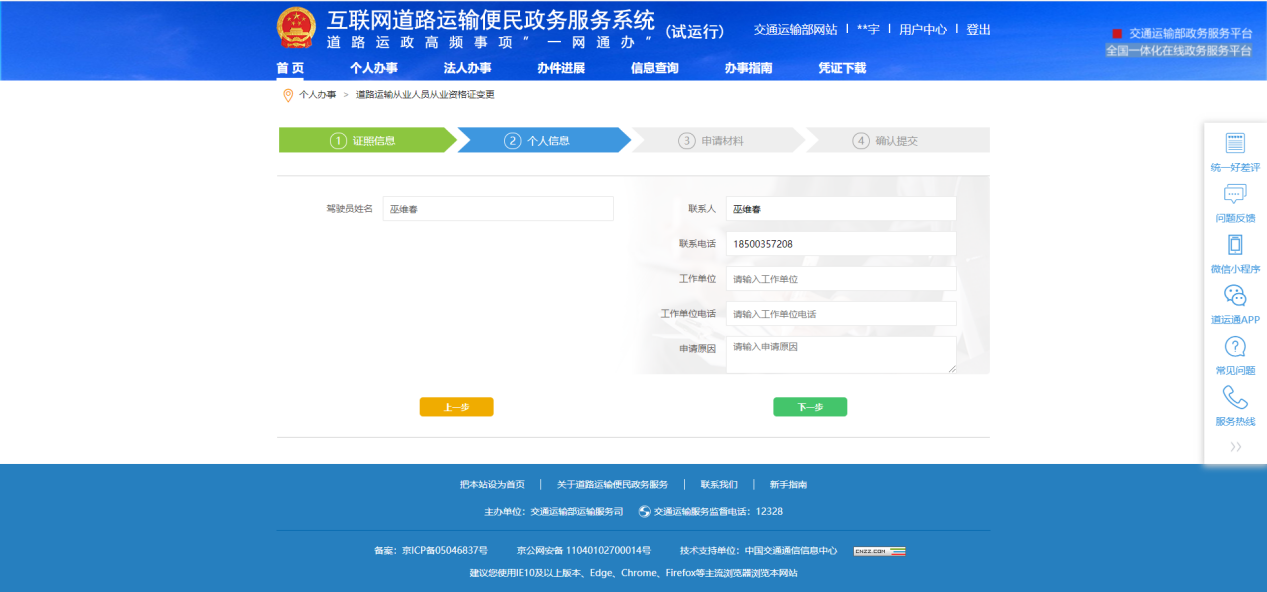 互联网道路运输便民政务服务系统 (试运行)
道路运政高频事项"一网通办"
交通运输部网站 | **宇 | 用户中心 | 登出
交通运输部政务服务平台
全国一体化在线政务服务平台
首页 个人办事 法人办事 办件进展 信息查询 办事指南 凭证下载
个人办事 > 道路运输从业人员从业资格证变更
1 证照信息 2 个人信息 3 申请材料 4 确认提交
驾驶员姓名 巫维春
联系人 巫维春
联系电话 18500357208
工作单位 请输入工作单位
工作单位电话 请输入工作单位电话
申请原因 请输入申请原因
上一步 下一步
统一好差评
问题反馈
微信小程序
道运通APP
常见问题
服务热线
把本站设为首页 | 关于道路运输便民政务服务 | 联系我们 | 新手指南
主办单位：交通运输部运输服务司 交通运输服务监督电话：12328
备案：京ICP备05046837号 京公网安备 11040102700014号 技术支持单位：中国交通通信信息中心 CNZZ.COM
建议您使用IE10及以上版本、Edge、Chrome、Firefox等主流浏览器浏览本网站